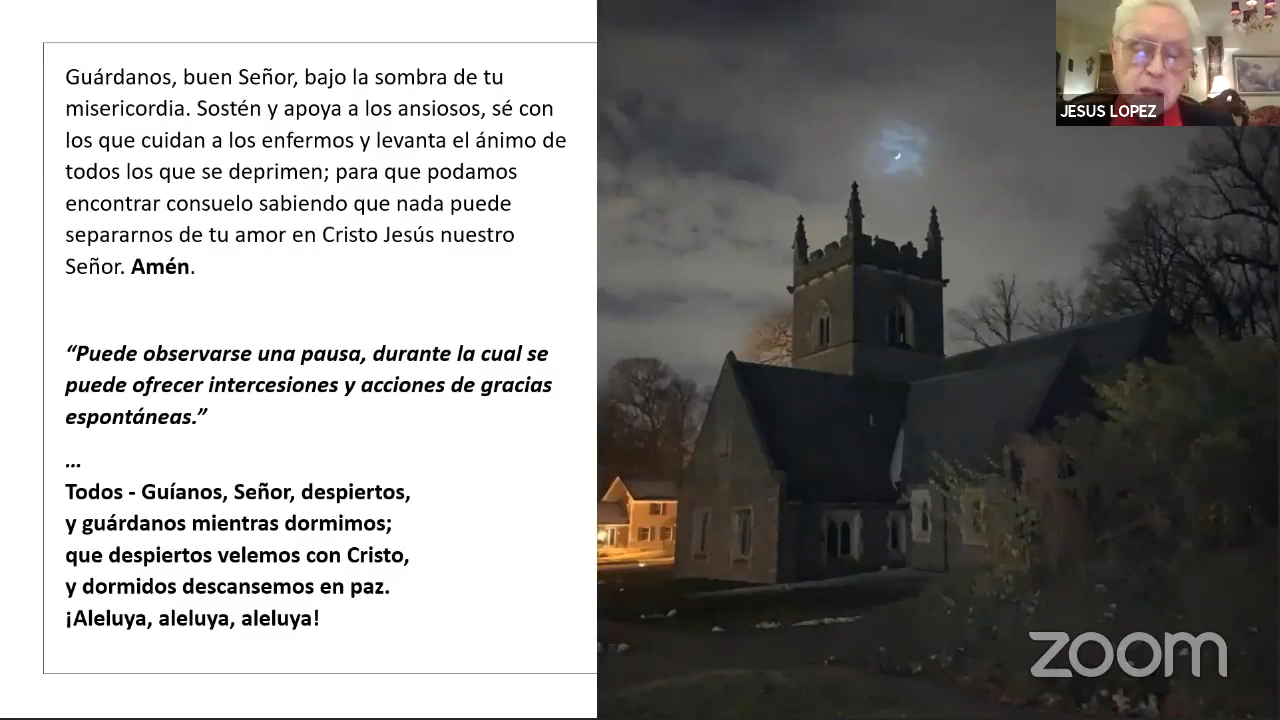 Guárdanos, buen Señor, bajo la sombra de tu
misericordia. Sostén y apoya a los ansiosos, sé con
los que cuidan a los enfermos y levanta el ánimo de
todos los que se deprimen; para que podamos
encontrar consuelo sabiendo que nada puede
separarnos de tu amor en Cristo Jesús nuestro
Señor. Amén.
“Puede observarse una pausa, durante la cual se
puede ofrecer intercesiones y acciones de gracias
espontáneas.”
...
Todos - Guíanos, Señor, despiertos,
y guárdanos mientras dormimos;
que despiertos velemos con Cristo,
y dormidos descansemos en paz.
¡Aleluya, aleluya, aleluya!
JESUS LOPEZ
zoom